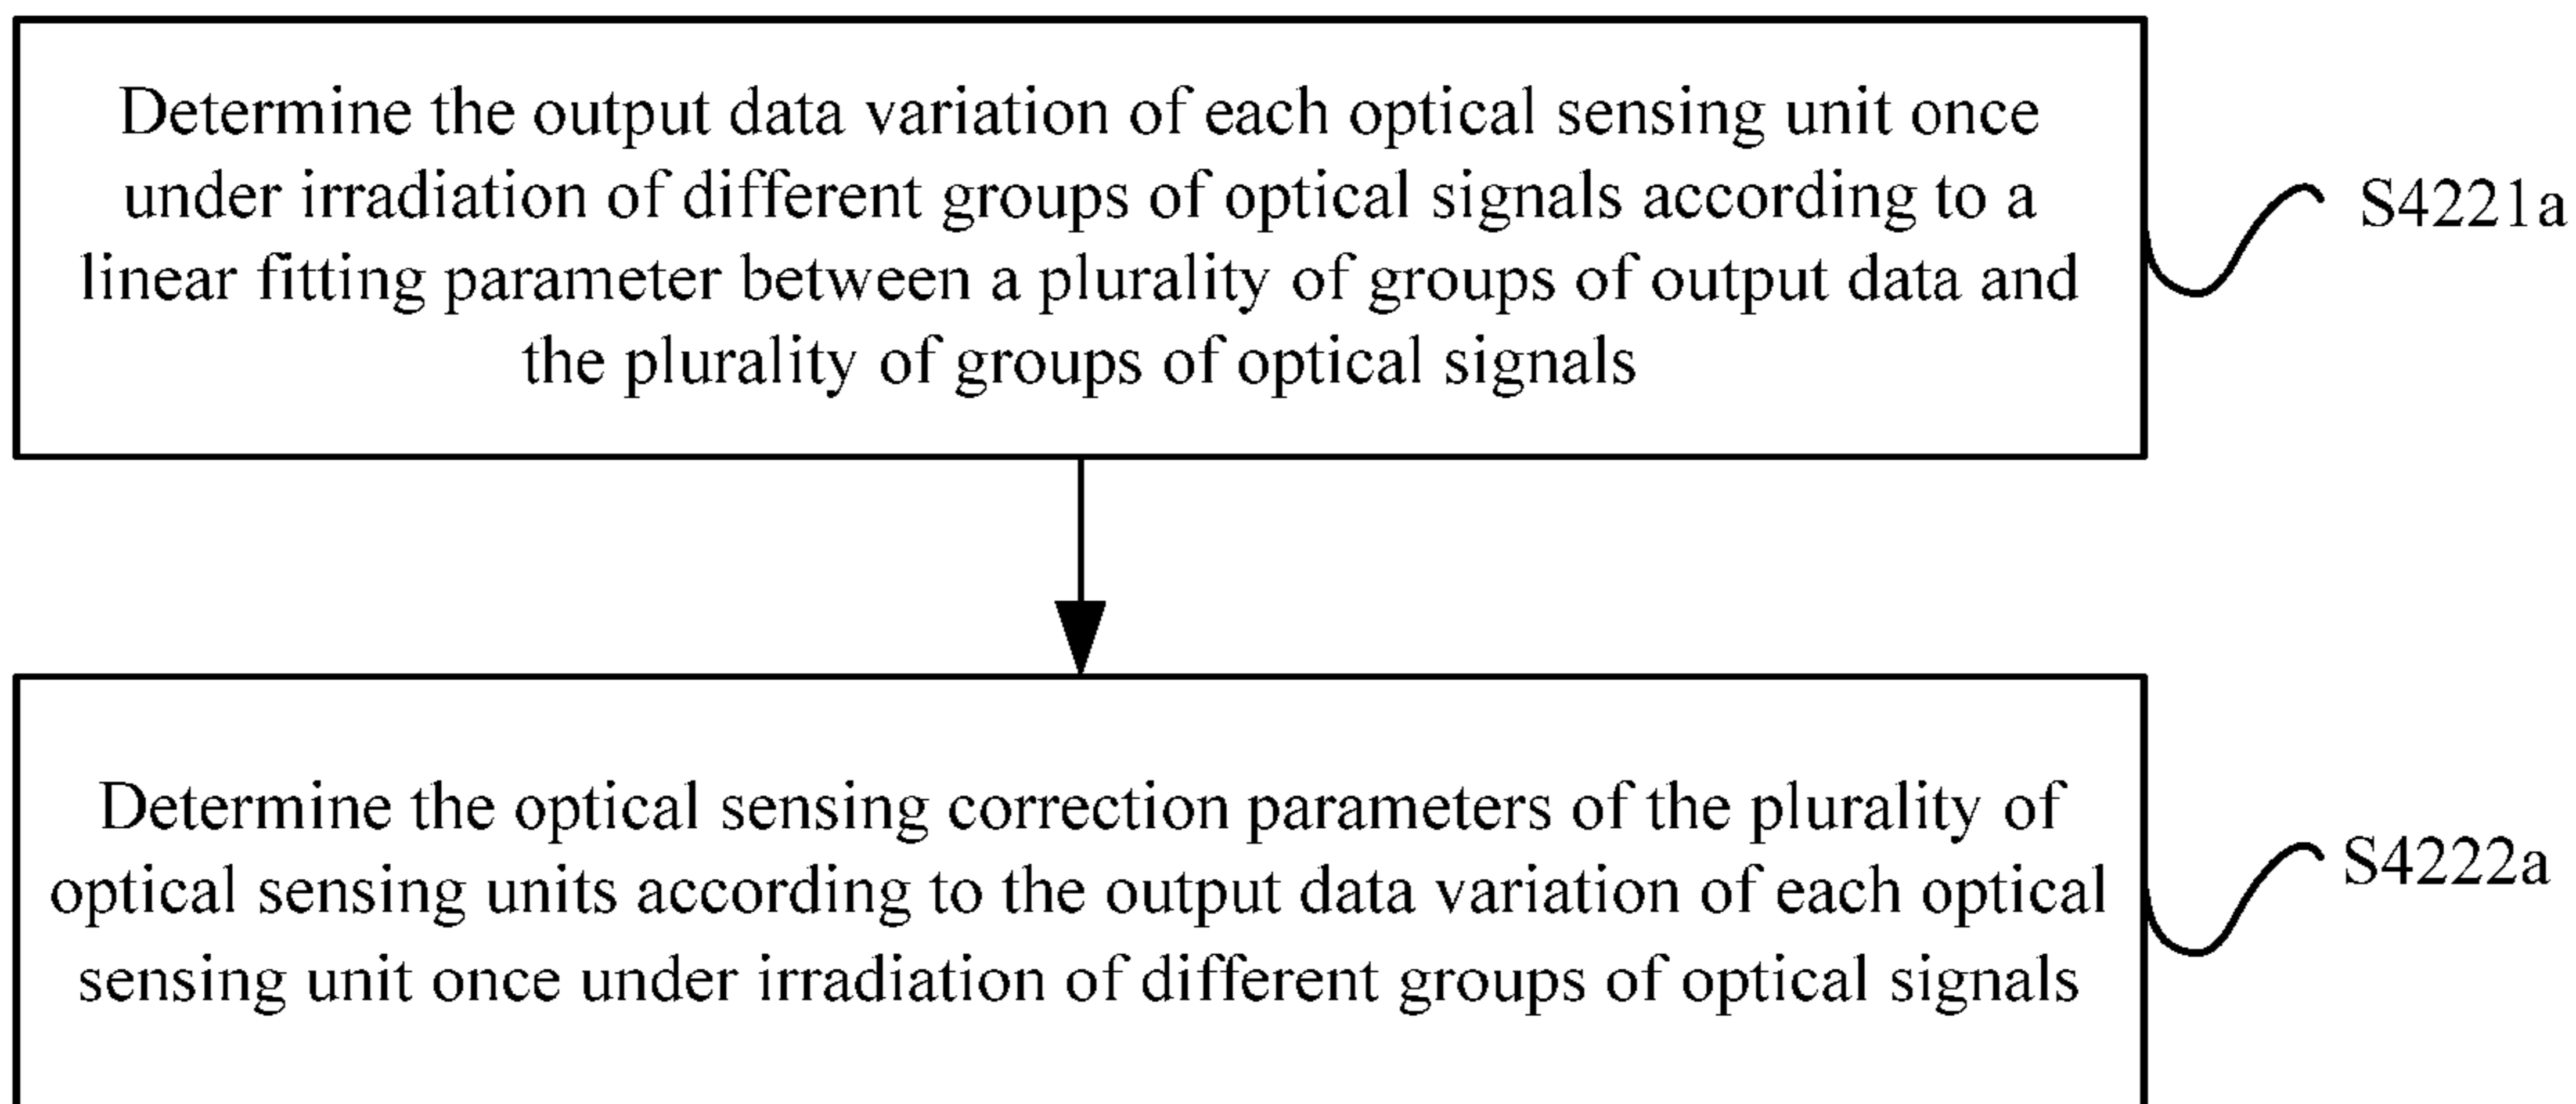 Determine the output data variation of each optical sensing unit once
under irradiation of different groups of optical signals according to a
linear fitting parameter between a plurality of groups of output data and
the plurality of groups of optical signals
S4221a
Determine the optical sensing correction parameters of the plurality of
optical sensing units according to the output data variation of each optical
sensing unit once under irradiation of different groups of optical signals
S4222a